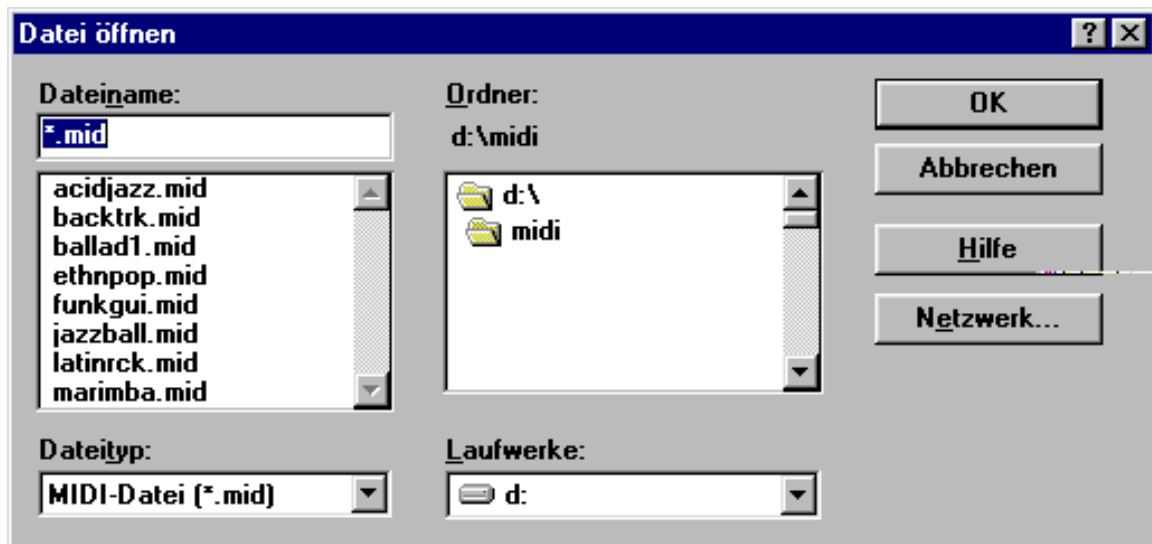 Datei öffnen
Dateiname:
*.mid
acidjazz.mid
backtrk.mid
ballad1.mid
ethnpop.mid
funkgui.mid
jazzball.mid
latinrck.mid
marimba.mid
Dateityp:
MIDI-Datei (*.mid)
Ordner:
d:\midi
d:\
midi
Laufwerke:
d:
OK
Abbrechen
Hilfe
Netzwerk...